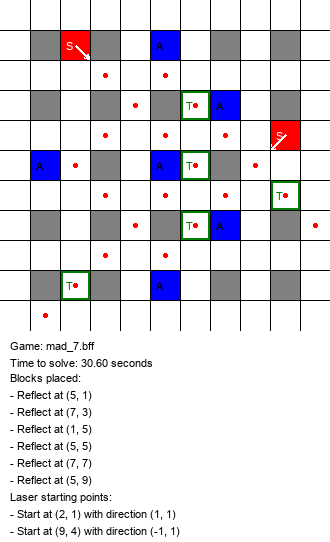 S A
T A
S
A A T
T
T A
T A
Game: mad_7.bff
Time to solve: 30.60 seconds
Blocks placed:
- Reflect at (5, 1)
- Reflect at (7, 3)
- Reflect at (1, 5)
- Reflect at (5, 5)
- Reflect at (7, 7)
- Reflect at (5, 9)
Laser starting points:
- Start at (2, 1) with direction (1, 1)
- Start at (9, 4) with direction (-1, 1)